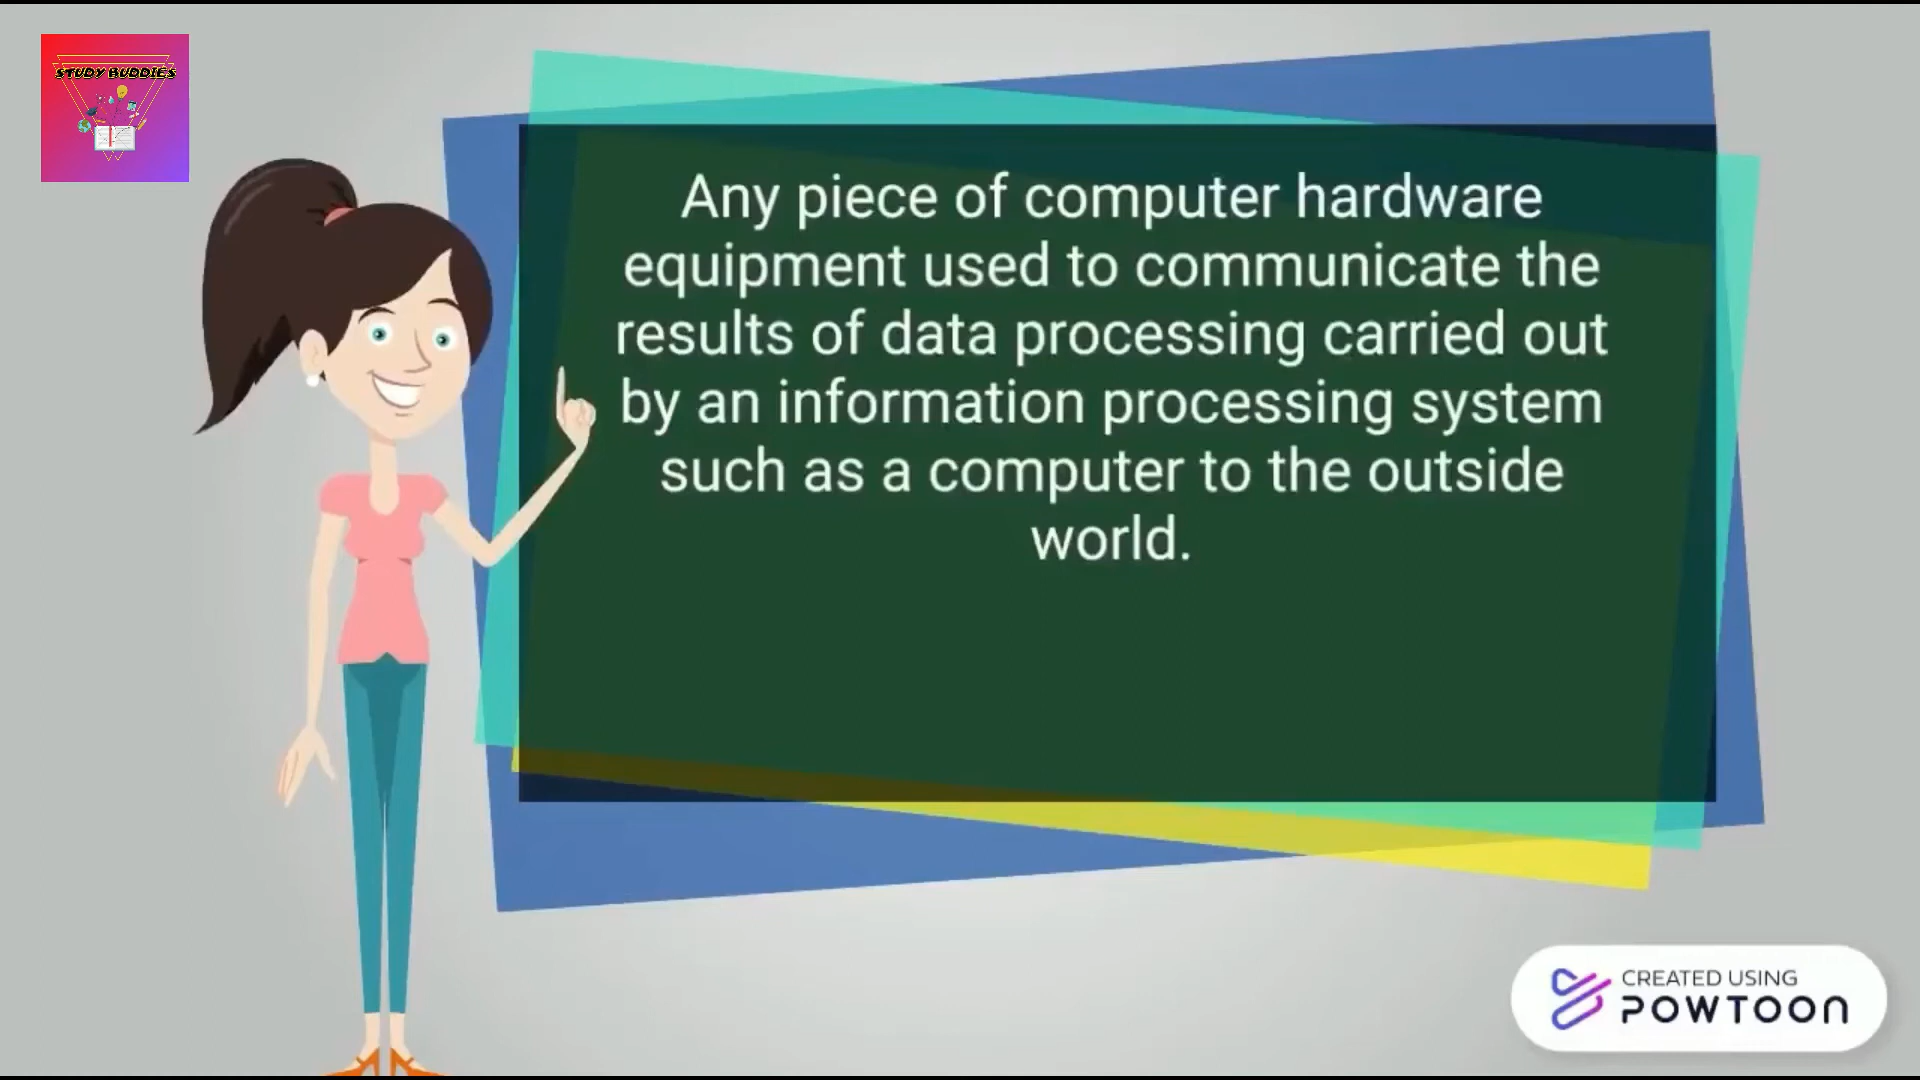 STUDY BUDDIES
Any piece of computer hardware
equipment used to communicate the
results of data processing carried out
by an information processing system
such as a computer to the outside
world.
CREATED USING
POWTOON